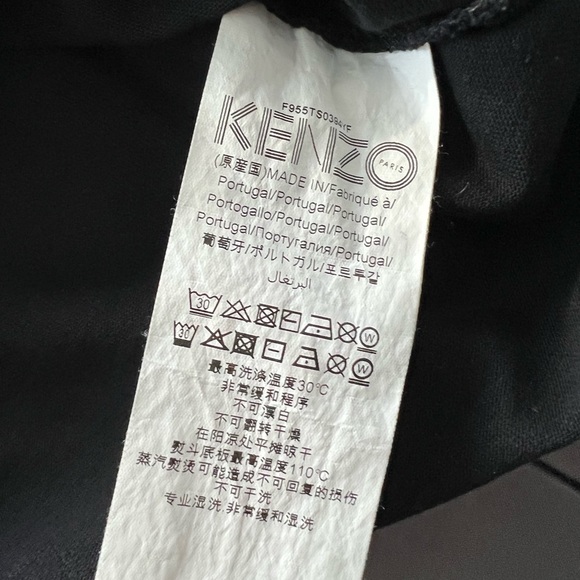 F955TS0384YF
KENZO
PARIS
(原産国)MADE IN/Fabriqué à/
Portugal/Portugal/Portugal/
Portogallo/Portugal/Portugal/
Portugal/Португалия/Portugal/
葡萄牙/ポルトガル/포르투갈/
البرتغال
30 W
30 W
最高洗涤温度30℃
非常缓和程序
不可漂白
不可翻转干燥
在阴凉处平摊晾干
熨斗底板最高温度110℃
蒸汽熨烫可能造成不可回复的损伤
不可干洗
专业湿洗.非常缓和湿洗